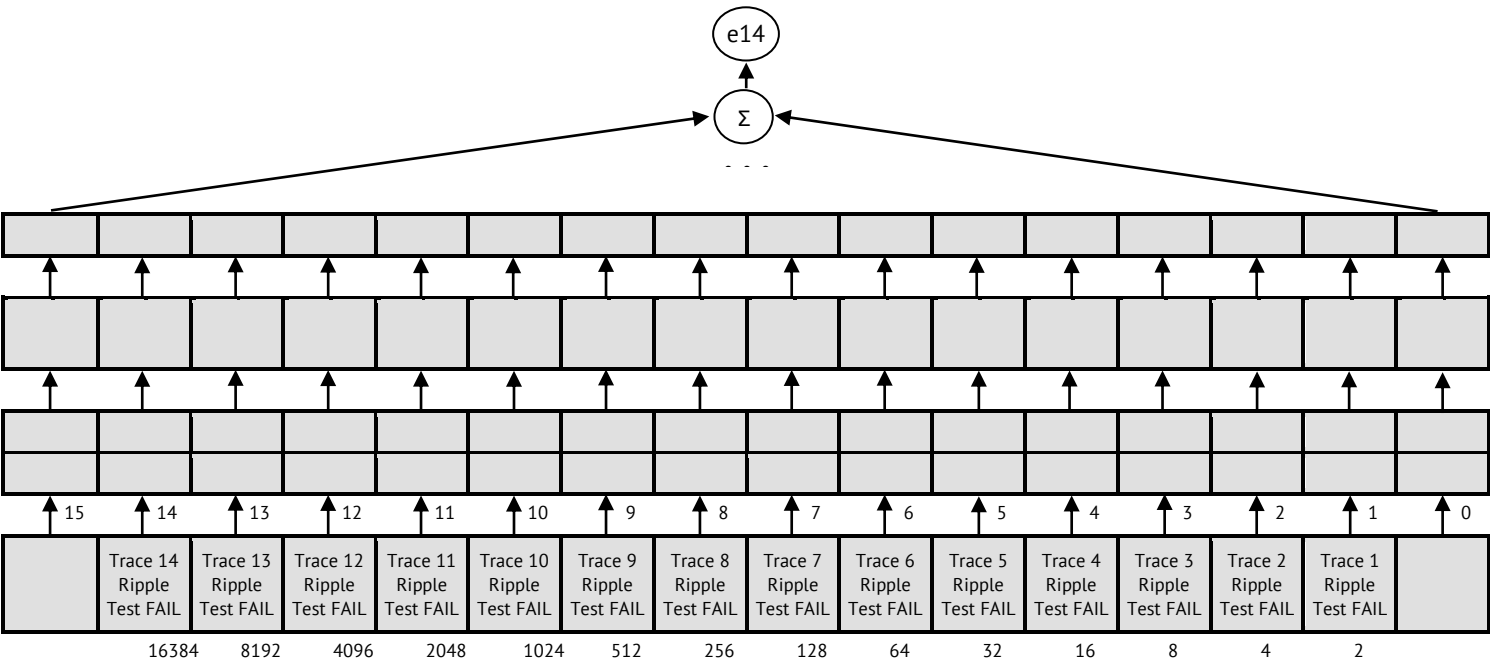 e14
Σ
- - -
15 14 13 12 11 10 9 8 7 6 5 4 3 2 1 0
Trace 14 Trace 13 Trace 12 Trace 11 Trace 10 Trace 9 Trace 8 Trace 7 Trace 6 Trace 5 Trace 4 Trace 3 Trace 2 Trace 1
Ripple Ripple Ripple Ripple Ripple Ripple Ripple Ripple Ripple Ripple Ripple Ripple Ripple Ripple
Test FAIL Test FAIL Test FAIL Test FAIL Test FAIL Test FAIL Test FAIL Test FAIL Test FAIL Test FAIL Test FAIL Test FAIL Test FAIL Test FAIL
16384 8192 4096 2048 1024 512 256 128 64 32 16 8 4 2